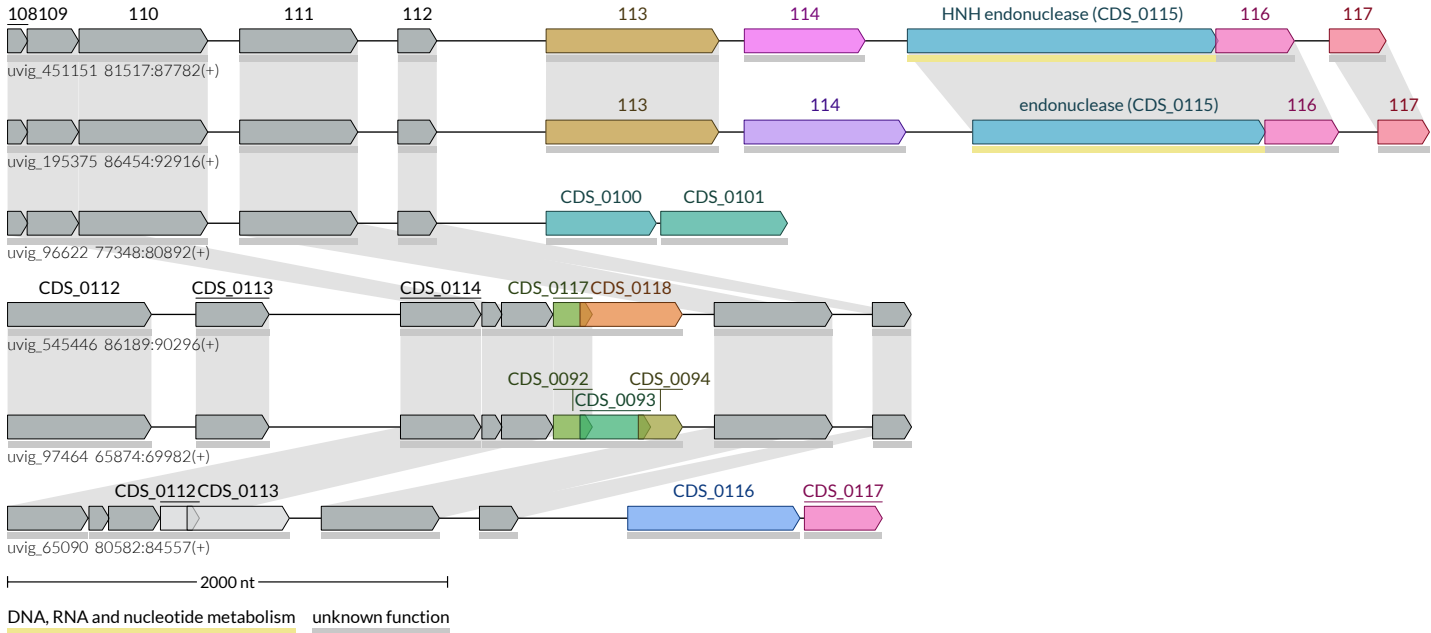 108109 110 111 112 113 114 HNH endonuclease (CDS_0115) 116 117
uvig_451151 81517:87782(+)
113 114 endonuclease (CDS_0115) 116 117
uvig_195375 86454:92916(+)
CDS_0100 CDS_0101
uvig_96622 77348:80892(+)
CDS_0112 CDS_0113 CDS_0114 CDS_0117 CDS_0118
uvig_545446 86189:90296(+)
CDS_0092 CDS_0094
CDS_0093
uvig_97464 65874:69982(+)
CDS_0112 CDS_0113 CDS_0116 CDS_0117
uvig_65090 80582:84557(+)
2000 nt
DNA, RNA and nucleotide metabolism unknown function